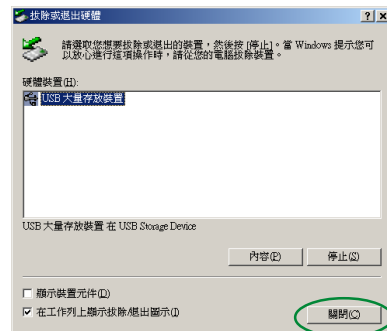 拔除或退出硬體
請選取您想要拔除或退出的裝置，然後按 [停止]。當 Windows 提示您可
以放心進行這項操作時，請從您的電腦拔除裝置。
硬體裝置(H):
USB 大量存放裝置
USB 大量存放裝置 在 USB Storage Device
內容(P)
停止(S)
顯示裝置元件(D)
在工作列上顯示拔除/退出圖示(I)
關閉(C)